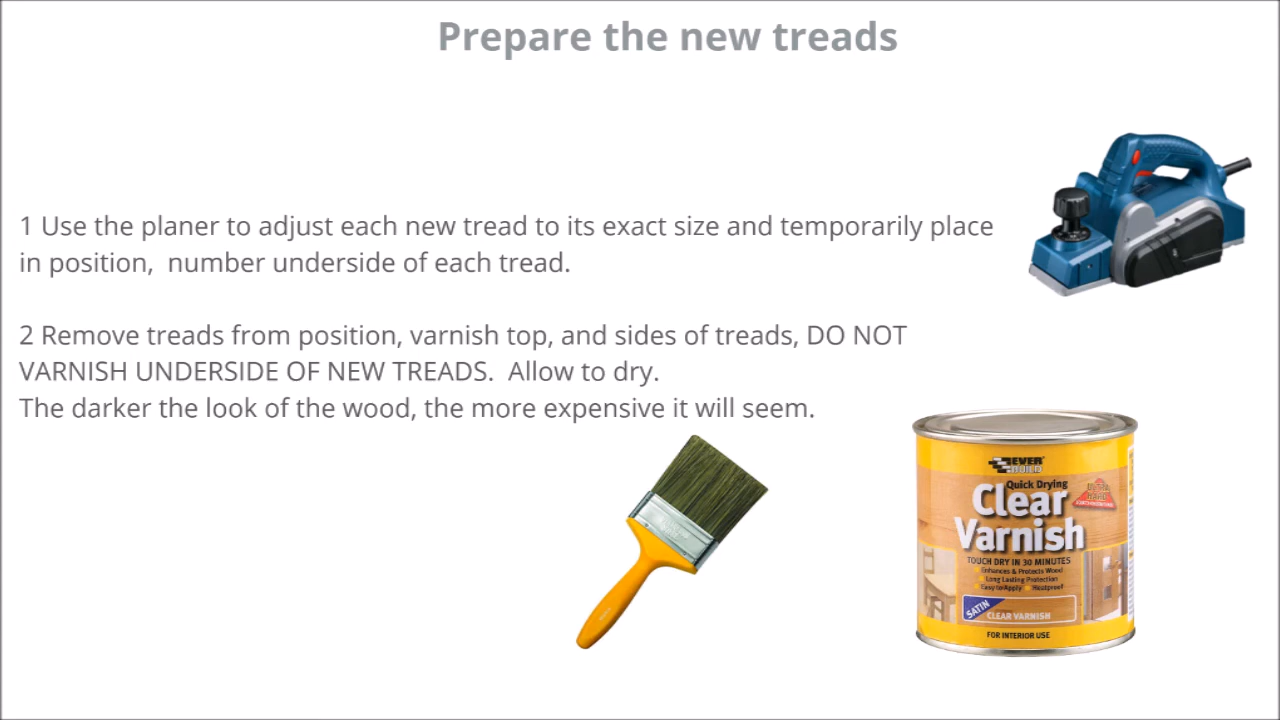 Prepare the new treads
1 Use the planer to adjust each new tread to its exact size and temporarily place
in position,  number underside of each tread.
2 Remove treads from position, varnish top, and sides of treads, DO NOT
VARNISH UNDERSIDE OF NEW TREADS.  Allow to dry.
The darker the look of the wood, the more expensive it will seem.
EVER
BUILD
Quick Drying
Clear
Varnish
TOUCH DRY IN 30 MINUTES
Enhances & Protects Wood
Long Lasting Protection
Easy to Apply Heatproof
SATIN
CLEAR VARNISH
FOR INTERIOR USE